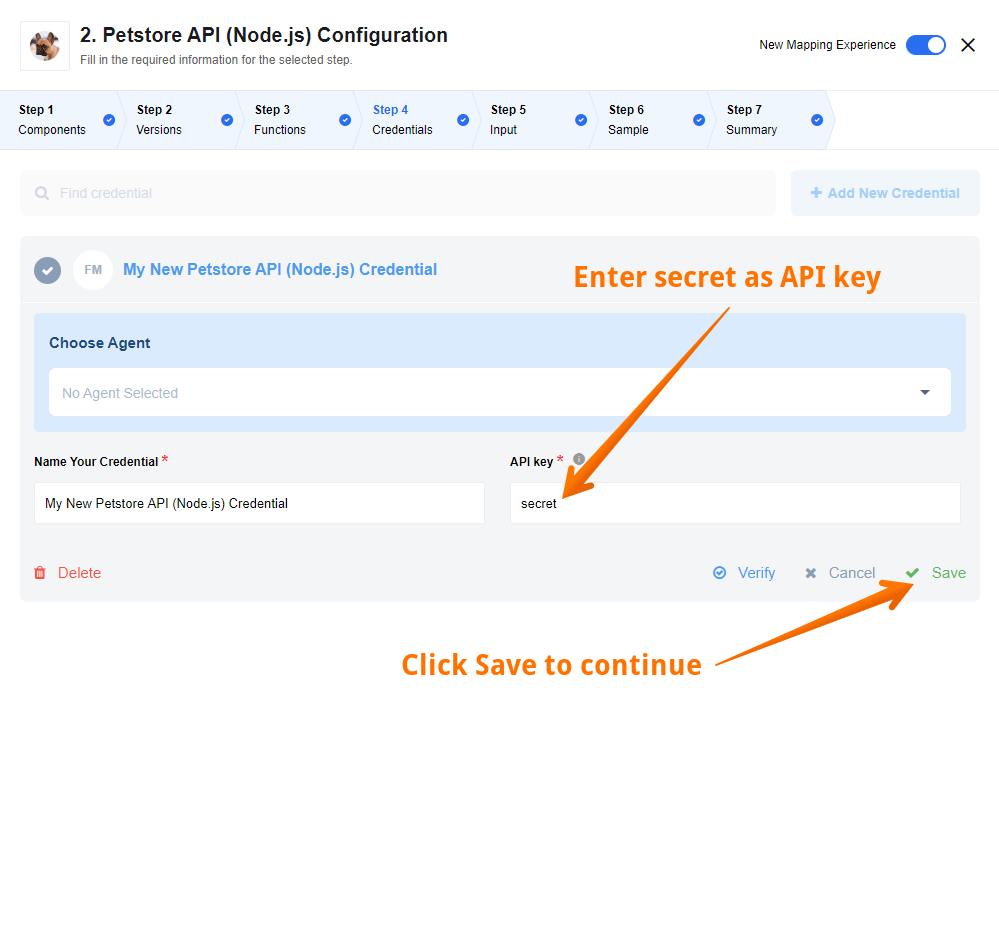 2. Petstore API (Node.js) Configuration
Fill in the required information for the selected step.
New Mapping Experience
Step 1
Components
Step 2
Versions
Step 3
Functions
Step 4
Credentials
Step 5
Input
Step 6
Sample
Step 7
Summary
Find credential
Add New Credential
FM
My New Petstore API (Node.js) Credential
Enter secret as API key
Choose Agent
No Agent Selected
Name Your Credential *
API key *
My New Petstore API (Node.js) Credential
secret
Delete
Verify
Cancel
Save
Click Save to continue